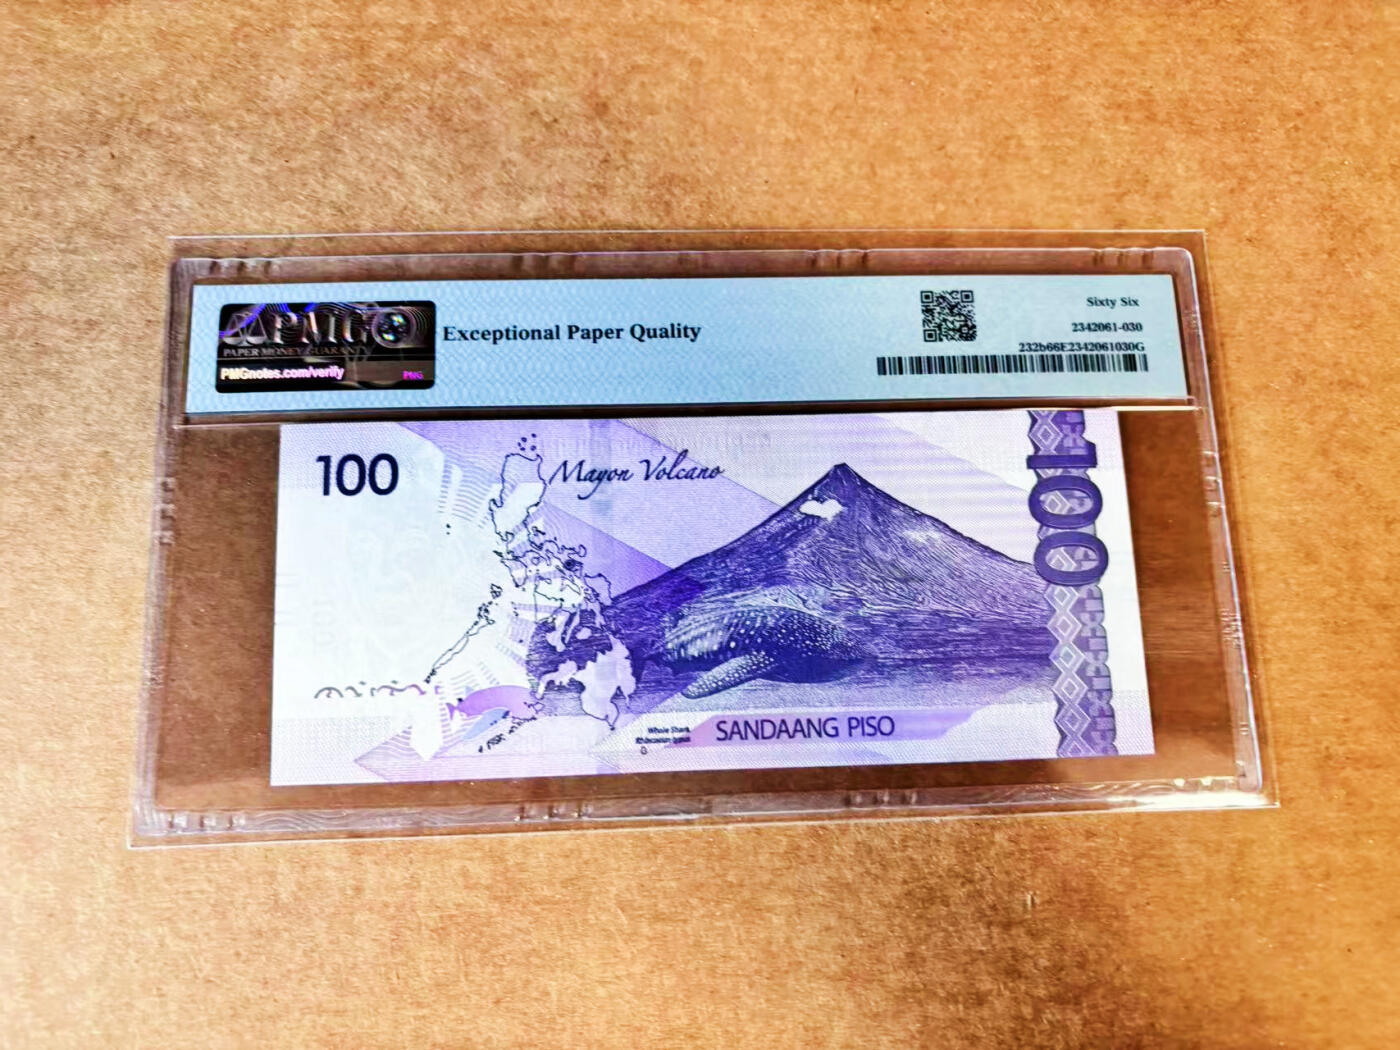 PMG
PAPER MONEY GUARANTY
PMGnotes.com/verify
PNG
Exceptional Paper Quality
Sixty Six
2342061-030
232b66E2342061030G
100
Mayon Volcano
100
Whale Shark
SANDAANG PISO